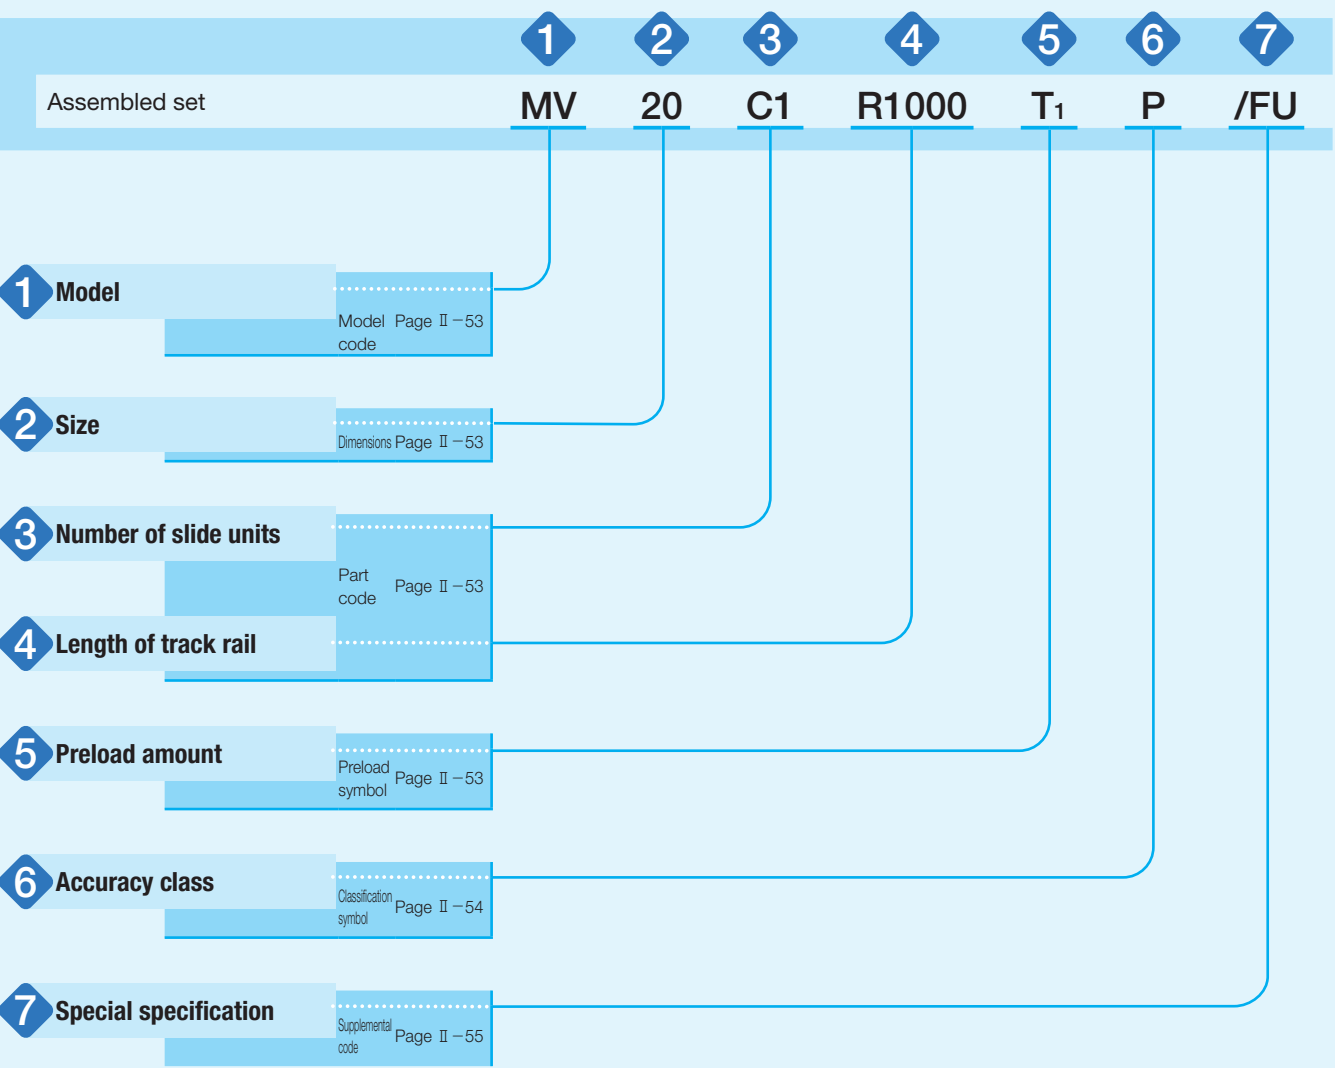 1 2 3 4 5 6 7
Assembled set MV 20 C1 R1000 T1 P /FU
1 Model
Model code Page Ⅱ－53
2 Size
Dimensions Page Ⅱ－53
3 Number of slide units
Part code Page Ⅱ－53
4 Length of track rail
5 Preload amount
Preload symbol Page Ⅱ－53
6 Accuracy class
Classification symbol Page Ⅱ－54
7 Special specification
Supplemental code Page Ⅱ－55